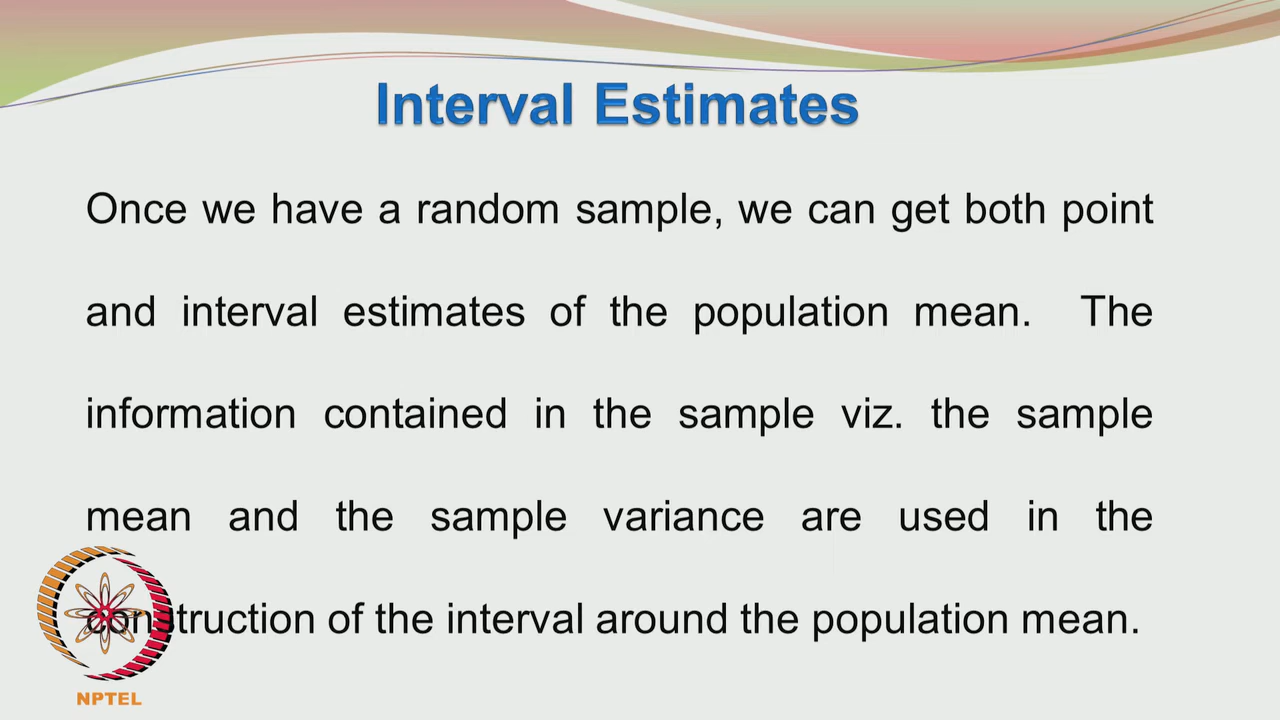 Interval Estimates
Once we have a random sample, we can get both point
and interval estimates of the population mean. The
information contained in the sample viz. the sample
mean and the sample variance are used in the
construction of the interval around the population mean.
NPTEL